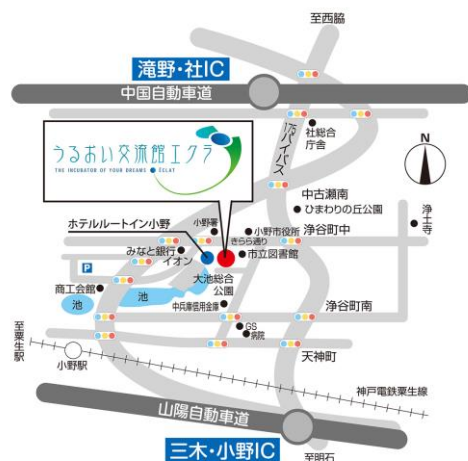 至西脇
滝野・社IC
中国自動車道
社総合
庁舎
175バイパス
N
うるおい交流館エクラ
THE INCUBATOR OF YOUR DREAMS ECLAT
中古瀬南
ひまわりの丘公園
浄土寺
ホテルルートイン小野
小野署
小野市役所
きらら通り
浄谷町中
みなと銀行
イオン
市立図書館
P
大池総合
公園
商工会館
池
池
中兵庫信用金庫
浄谷町南
GS
病院
至粟生駅
小野駅
天神町
神戸電鉄粟生線
山陽自動車道
三木・小野IC
至明石